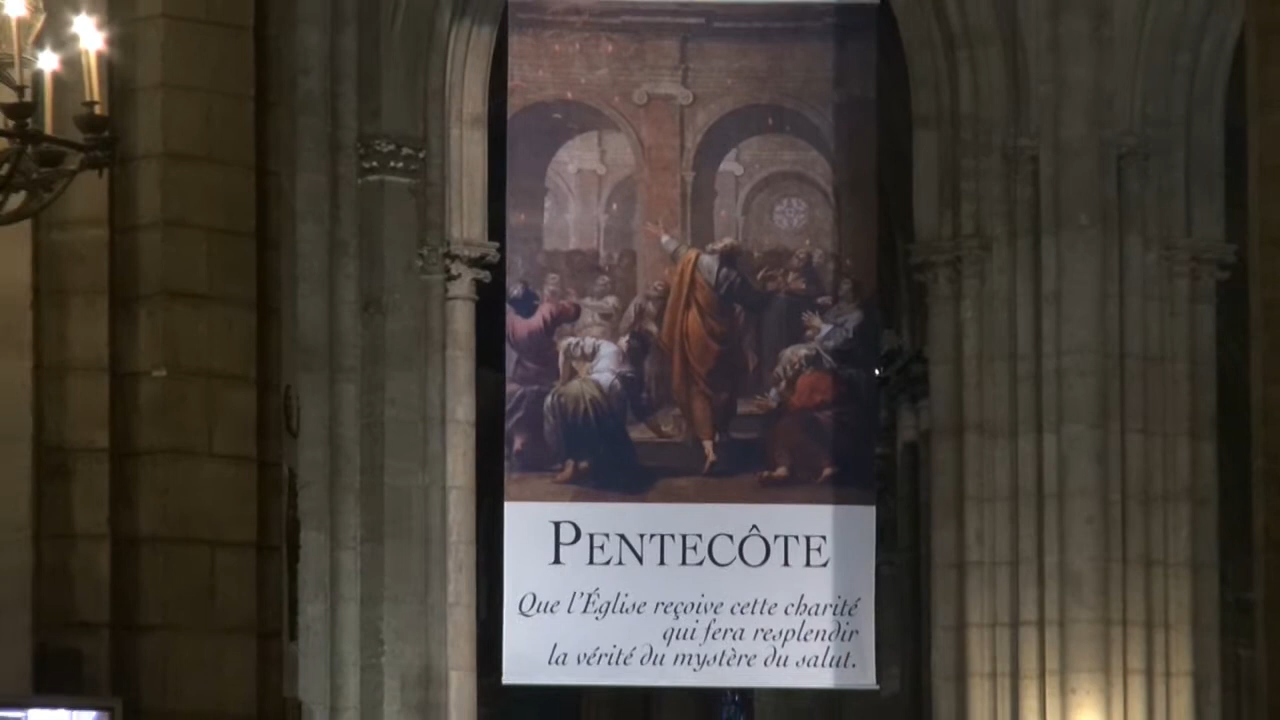 PENTECÔTE
Que l'Église reçoive cette charité
qui fera resplendir
la vérité du mystère du salut.